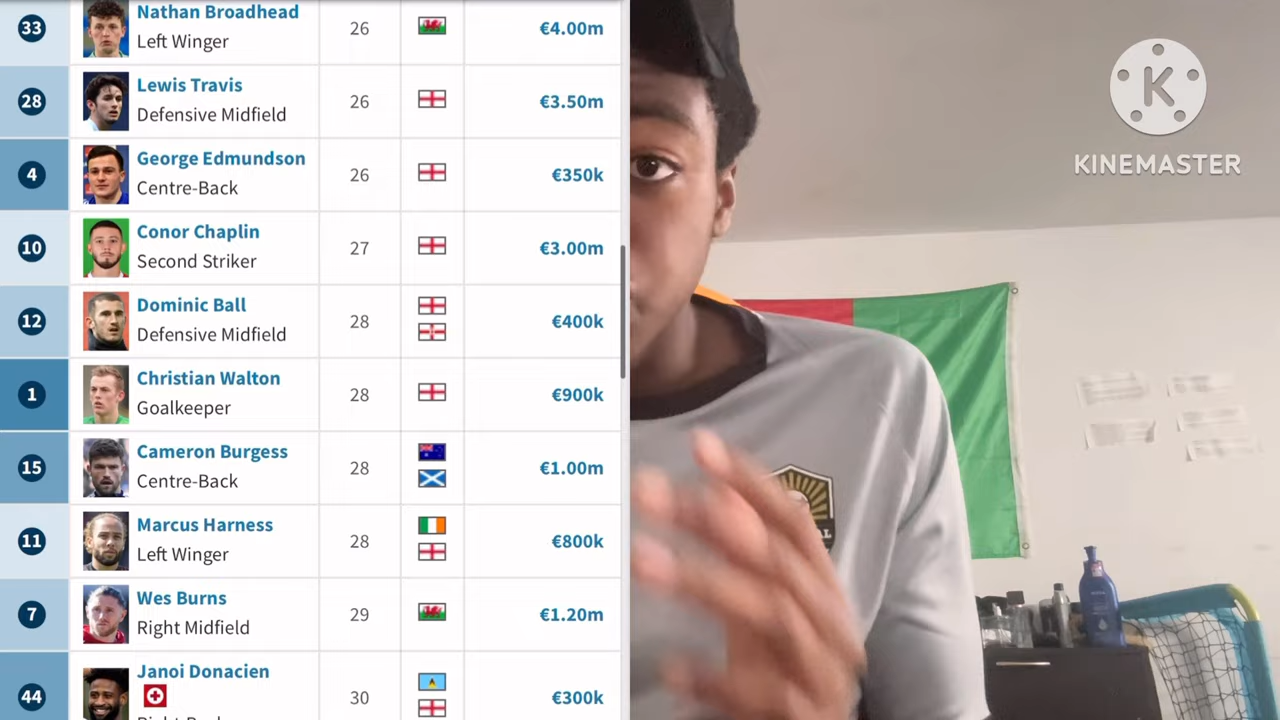 33 Nathan Broadhead 26 €4.00m
Left Winger
28 Lewis Travis 26 €3.50m
Defensive Midfield
4 George Edmundson 26 €350k
Centre-Back
10 Conor Chaplin 27 €3.00m
Second Striker
12 Dominic Ball 28 €400k
Defensive Midfield
1 Christian Walton 28 €900k
Goalkeeper
15 Cameron Burgess 28 €1.00m
Centre-Back
11 Marcus Harness 28 €800k
Left Winger
7 Wes Burns 29 €1.20m
Right Midfield
44 Janoi Donacien 30 €300k
K
KINEMASTER